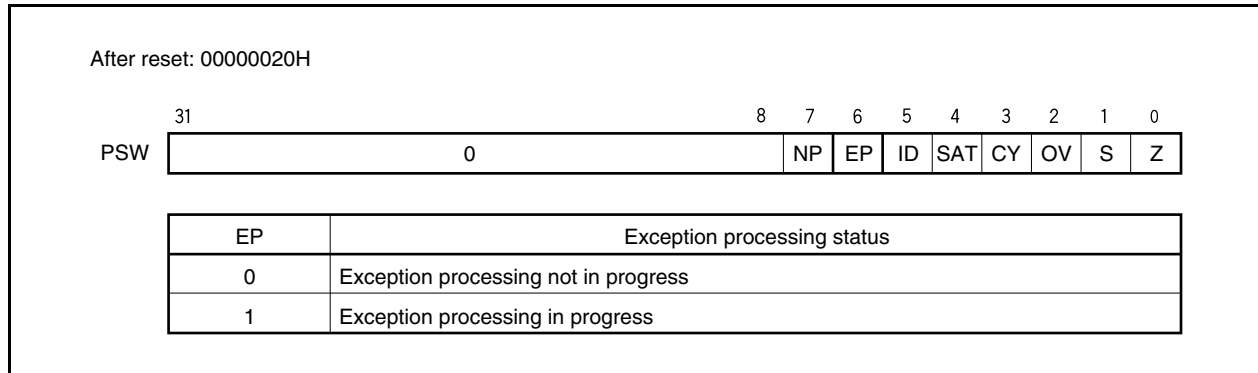 After reset: 00000020H
31 8 7 6 5 4 3 2 1 0
PSW 0 NP EP ID SAT CY OV S Z
EP Exception processing status
0 Exception processing not in progress
1 Exception processing in progress